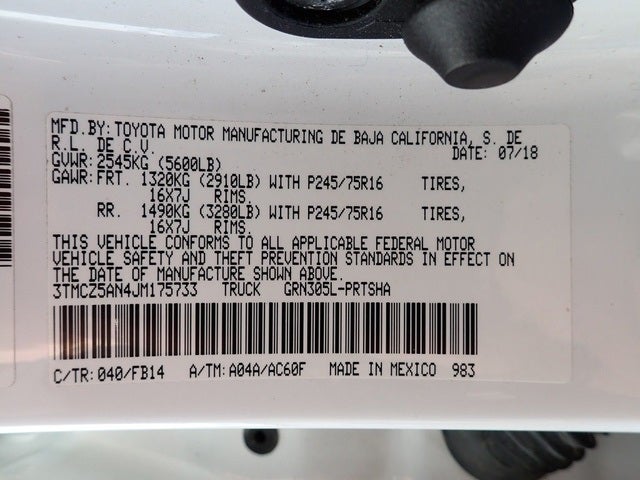 MFD.BY:TOYOTA MOTOR MANUFACTURING DE BAJA CALIFORNIA, S. DE
R.L. DE C.V. DATE: 07/18
GVWR:2545KG (5600LB)
GAWR:FRT. 1320KG (2910LB) WITH P245/75R16 TIRES,
16X7J RIMS.
RR. 1490KG (3280LB) WITH P245/75R16 TIRES,
16X7J RIMS.
THIS VEHICLE CONFORMS TO ALL APPLICABLE FEDERAL MOTOR
VEHICLE SAFETY AND THEFT PREVENTION STANDARDS IN EFFECT ON
THE DATE OF MANUFACTURE SHOWN ABOVE.
3TMCZ5AN4JM175733 TRUCK GRN305L-PRTSHA
C/TR:040/FB14 A/TM:A04A/AC60F MADE IN MEXICO 983